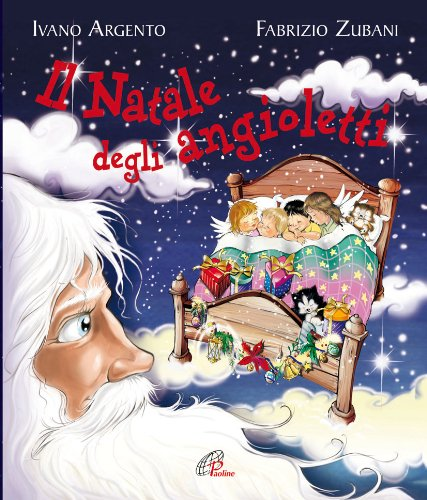 IVANO ARGENTO FABRIZIO ZUBANI
Il Natale
degli angioletti
Paoline